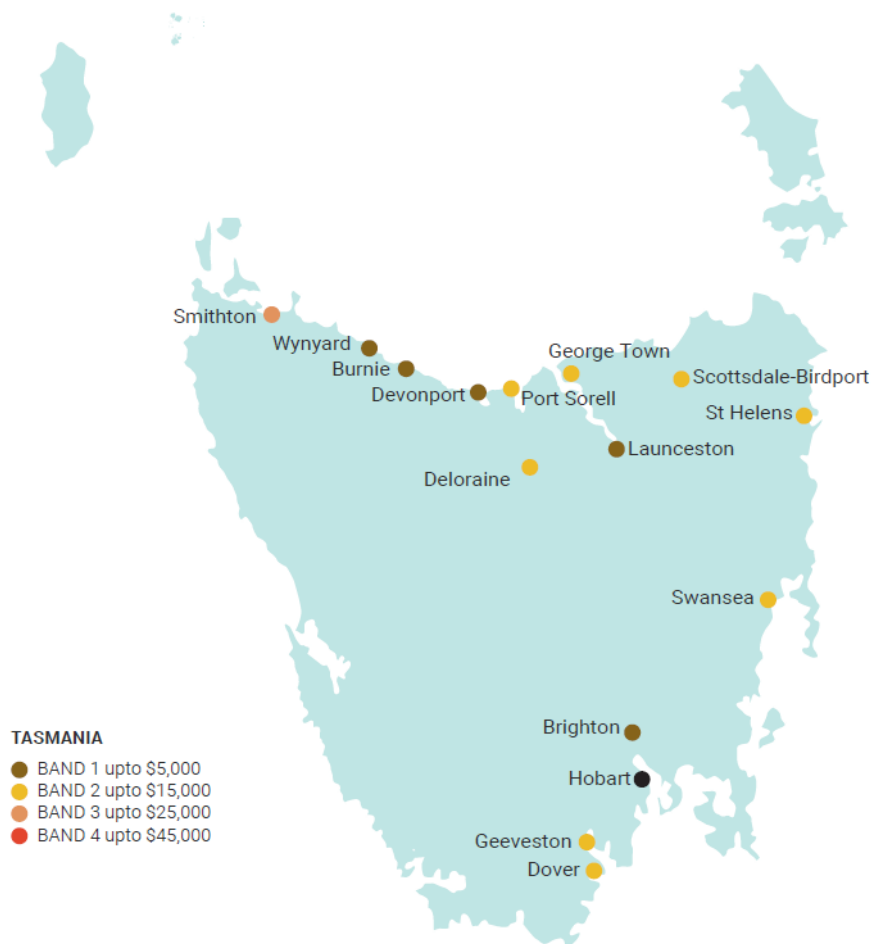 Smithton
Wynyard
George Town
Burnie
Scottsdale-Birdport
Devonport
Port Sorell
St Helens
Launceston
Deloraine
Swansea
Brighton
TASMANIA
BAND 1 upto $5,000
Hobart
BAND 2 upto $15,000
BAND 3 upto $25,000
BAND 4 upto $45,000
Geeveston
Dover